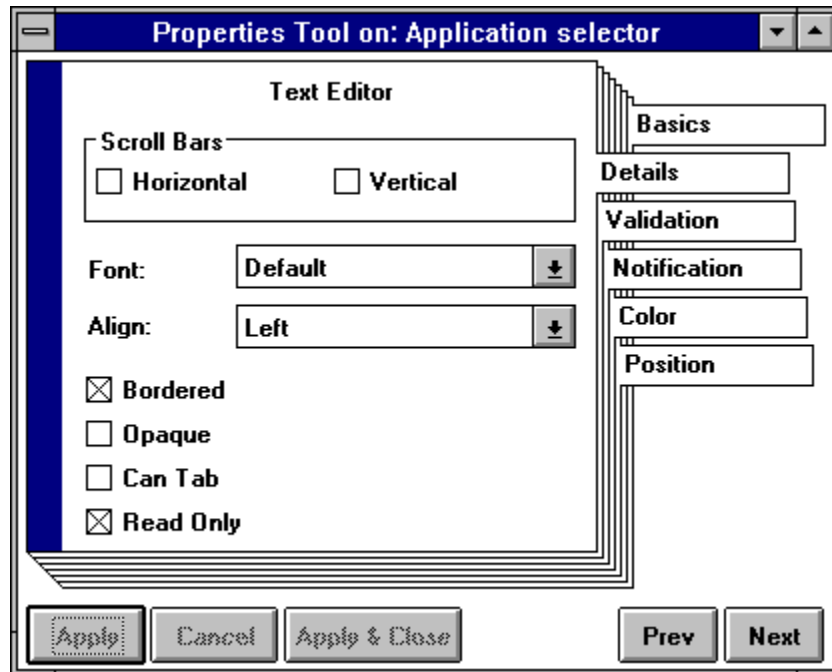 Properties Tool on: Application selector
Text Editor
Basics
Scroll Bars
Horizontal Vertical
Details
Validation
Font: Default
Notification
Align: Left
Color
Position
Bordered
Opaque
Can Tab
Read Only
Apply Cancel Apply & Close Prev Next